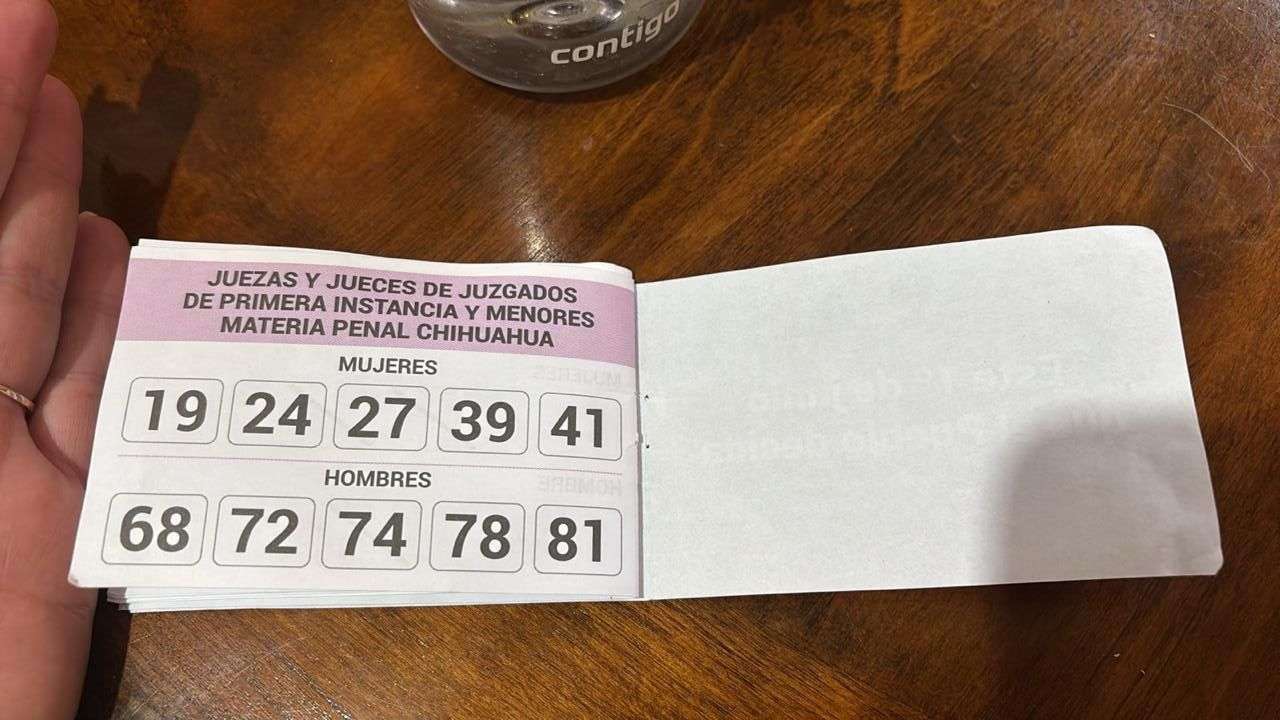 contigo
JUEZAS Y JUECES DE JUZGADOS
DE PRIMERA INSTANCIA Y MENORES
MATERIA PENAL CHIHUAHUA
MUJERES
19 24 27 39 41
HOMBRES
68 72 74 78 81